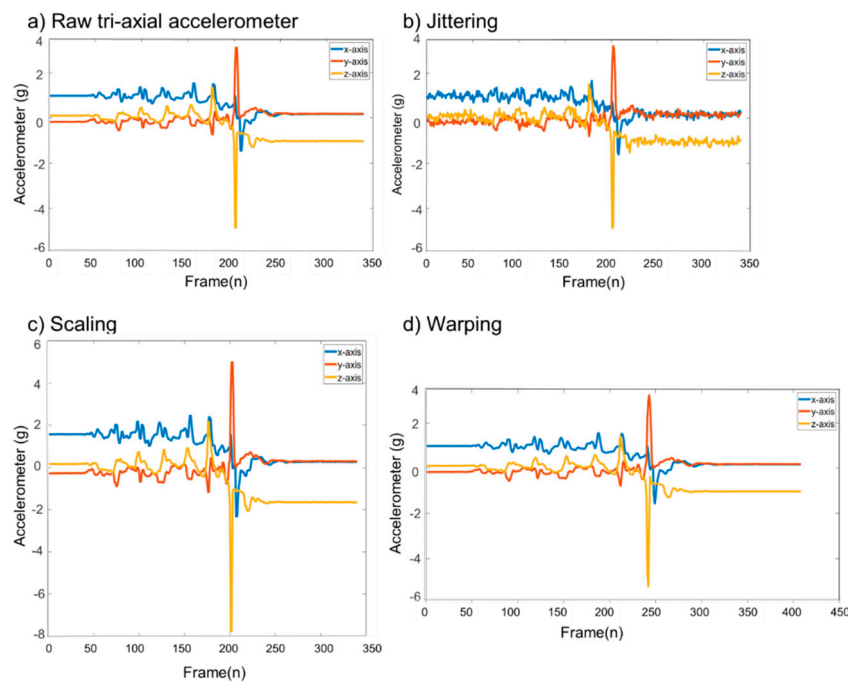 a) Raw tri-axial accelerometer
4
2
0
-2
-4
-6
Accelerometer (g)
x-axis
y-axis
z-axis
0 50 100 150 200 250 300 350
Frame(n)
b) Jittering
4
2
0
-2
-4
-6
Accelerometer (g)
x-axis
y-axis
z-axis
0 50 100 150 200 250 300 350
Frame(n)
c) Scaling
6
4
2
0
-2
-4
-6
-8
Accelerometer (g)
x-axis
y-axis
z-axis
0 50 100 150 200 250 300 350
Frame(n)
d) Warping
4
2
0
-2
-4
-6
Accelerometer (g)
x-axis
y-axis
z-axis
0 50 100 150 200 250 300 350 400 450
Frame(n)